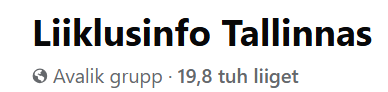 Liiklusinfo Tallinnas
Avalik grupp · 19,8 tuh liiget